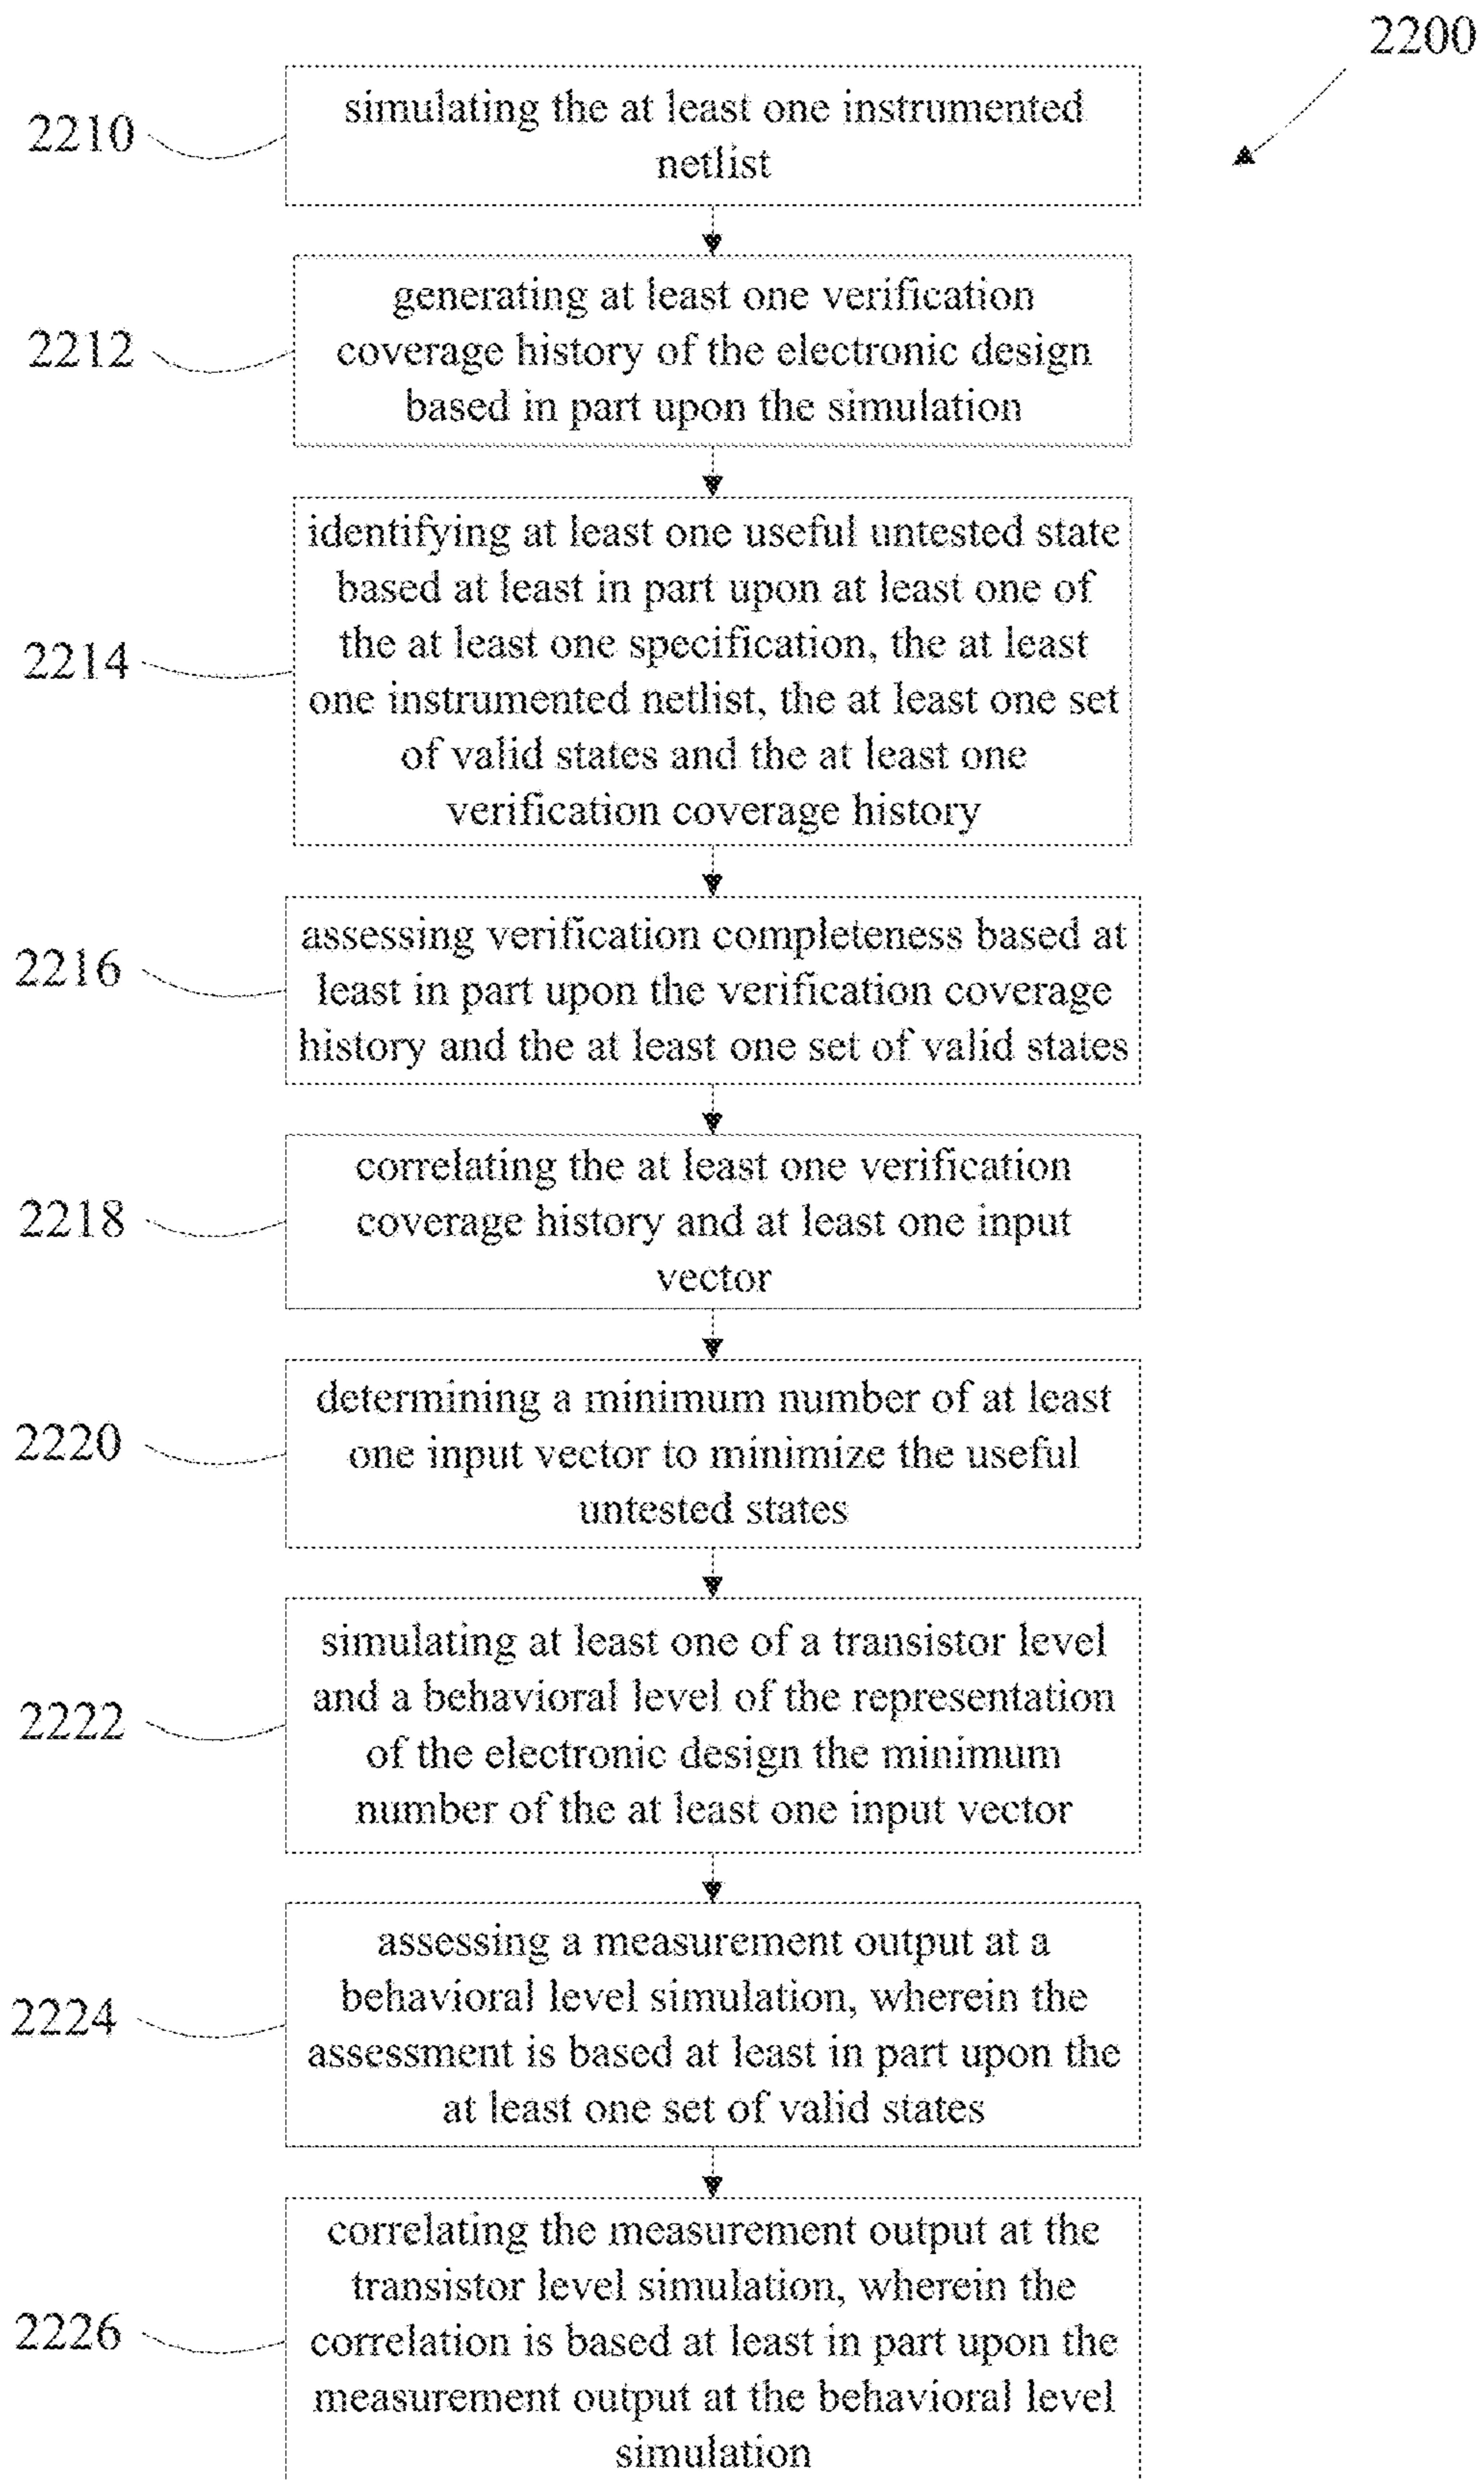 2200
2210
simulating the at least one instrumented
netlist
2212
generating at least one verification
coverage history of the electronic design
based in part upon the simulation
2214
identifying at least one useful untested state
based at least in part upon at least one of
the at least one specification, the at least
one instrumented netlist, the at least one set
of valid states and the at least one
verification coverage history
2216
assessing verification completeness based at
least in part upon the verification coverage
history and the at least one set of valid states
2218
correlating the at least one verification
coverage history and at least one input
vector
2220
determining a minimum number of at least
one input vector to minimize the useful
untested states
2222
simulating at least one of a transistor level
and a behavioral level of the representation
of the electronic design the minimum
number of the at least one input vector
2224
assessing a measurement output at a
behavioral level simulation, wherein the
assessment is based at least in part upon the
at least one set of valid states
2226
correlating the measurement output at the
transistor level simulation, wherein the
correlation is based at least in part upon the
measurement output at the behavioral level
simulation